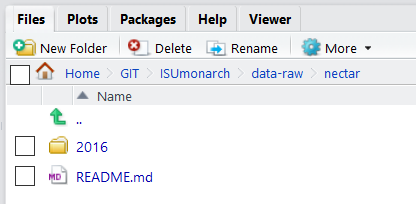 Files Plots Packages Help Viewer
New Folder Delete Rename More
Home GIT ISUmonarch data-raw nectar
Name
..
2016
MD README.md